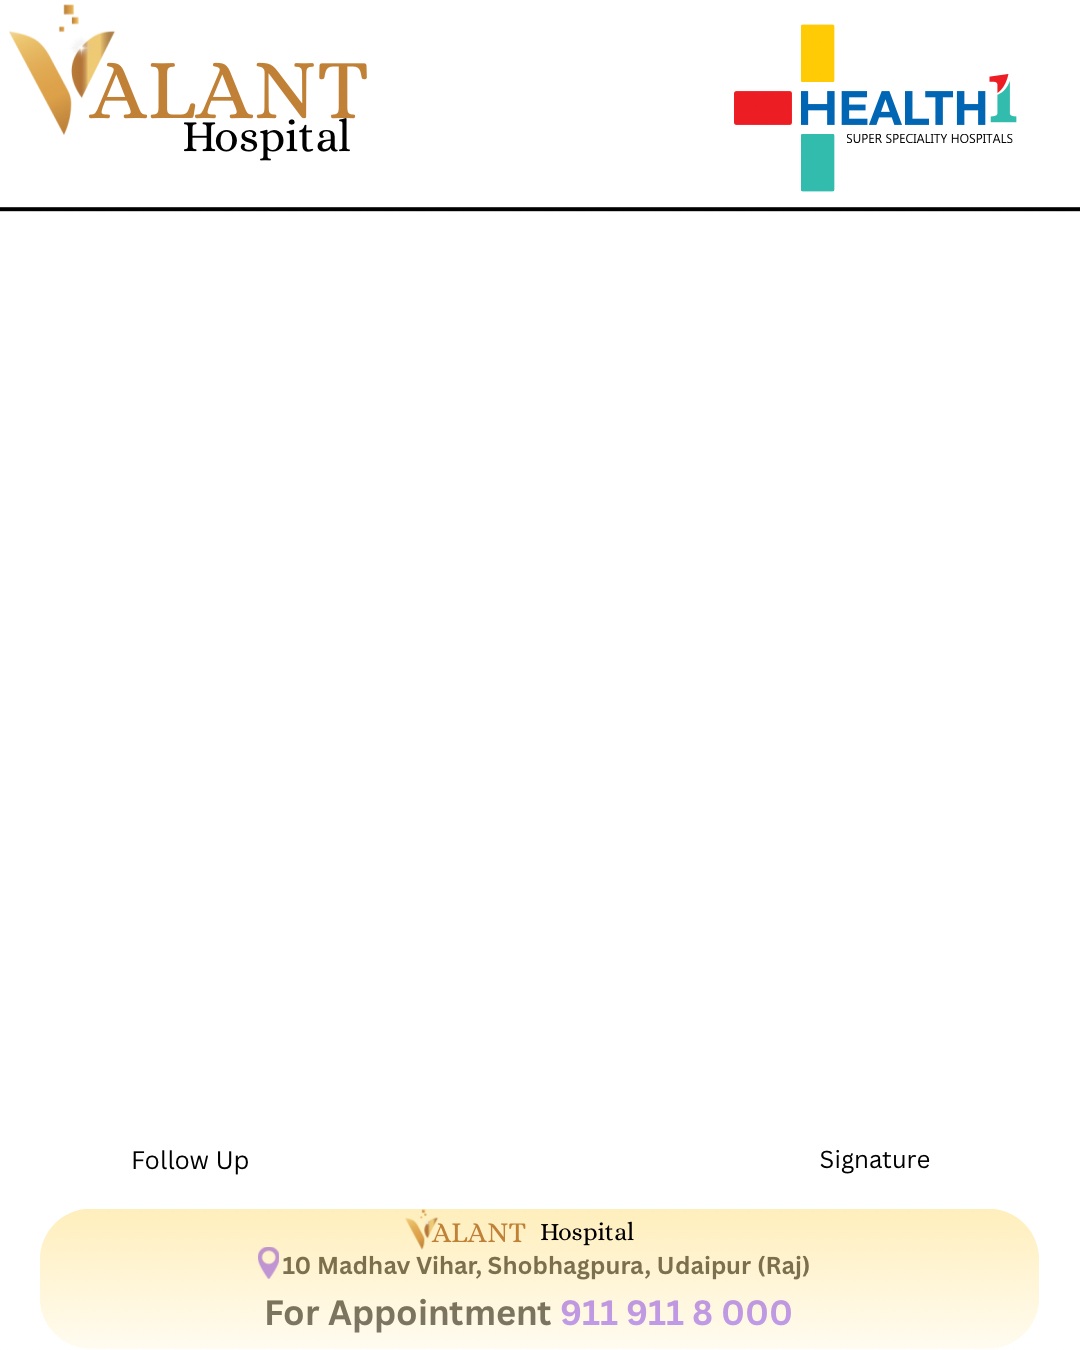 VALANT
Hospital
HEALTH1
SUPER SPECIALITY HOSPITALS
Follow Up
Signature
VALANT Hospital
10 Madhav Vihar, Shobhagpura, Udaipur (Raj)
For Appointment 911 911 8 000